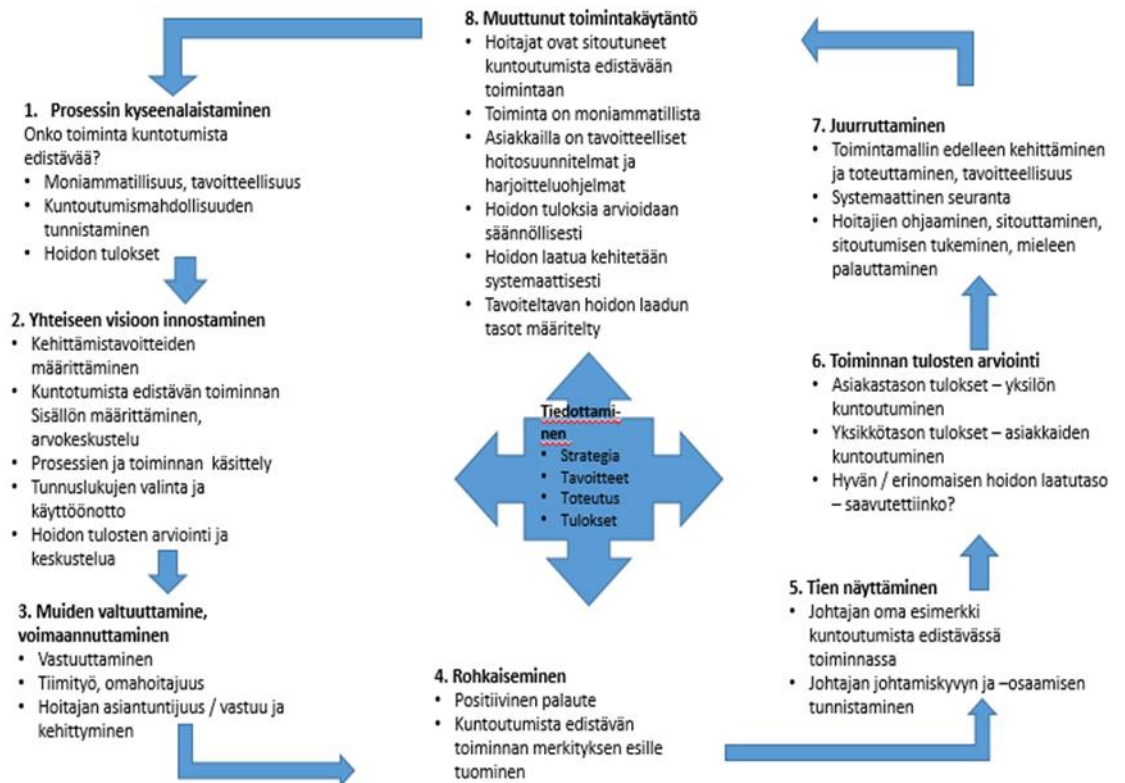 1. Prosessin kyseenalaistaminen
Onko toiminta kuntotumista
edistävää?
• Moniammatillisuus, tavoitteellisuus
• Kuntoutumismahdollisuuden
tunnistaminen
• Hoidon tulokset
2. Yhteiseen visioon innostaminen
• Kehittämistavoitteiden
määrittäminen
• Kuntotumista edistävän toiminnan
Sisällön määrittäminen,
arvokeskustelu
• Prosessien ja toiminnan käsittely
• Tunnuslukujen valinta ja
käyttöönotto
• Hoidon tulosten arviointi ja
keskustelua
3. Muiden valtuuttamine,
voimaannuttaminen
• Vastuuttaminen
• Tiimityö, omahoitajuus
• Hoitajan asiantuntijuus / vastuu ja
kehittyminen
4. Rohkaiseminen
• Positiivinen palaute
• Kuntoutumista edistävän
toiminnan merkityksen esille
tuominen
5. Tien näyttäminen
• Johtajan oma esimerkki
kuntoutumista edistävässä
toiminnassa
• Johtajan johtamiskyvyn ja –osaamisen
tunnistaminen
6. Toiminnan tulosten arviointi
• Asiakastason tulokset – yksilön
kuntoutuminen
• Yksikkötason tulokset – asiakkaiden
kuntoutuminen
• Hyvän / erinomaisen hoidon laatutaso
– saavutettiinko?
7. Juurruttaminen
• Toimintamallin edelleen kehittäminen
ja toteuttaminen, tavoitteellisuus
• Systemaattinen seuranta
• Hoitajien ohjaaminen, sitouttaminen,
sitoutumisen tukeminen, mieleen
palauttaminen
8. Muuttunut toimintakäytäntö
• Hoitajat ovat sitoutuneet
kuntoutumista edistävään
toimintaan
• Toiminta on moniammatillista
• Asiakkailla on tavoitteelliset
hoitosuunnitelmat ja
harjoitteluohjelmat
• Hoidon tuloksia arvioidaan
säännöllisesti
• Hoidon laatua kehitetään
systemaattisesti
• Tavoiteltavan hoidon laadun
tasot määritelty
Tiedottami-
nen
• Strategia
• Tavoitteet
• Toteutus
• Tulokset